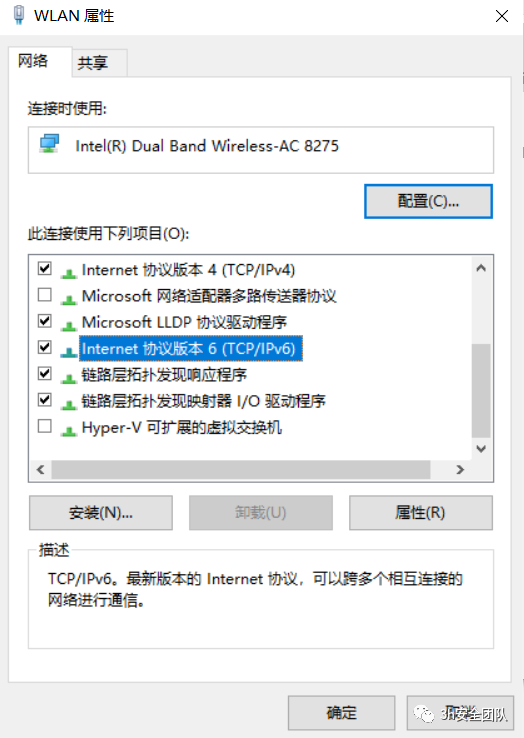 WLAN 属性
网络
共享
连接时使用:
Intel(R) Dual Band Wireless-AC 8275
配置(C)...
此连接使用下列项目(O):
Internet 协议版本 4 (TCP/IPv4)
Microsoft 网络适配器多路传送器协议
Microsoft LLDP 协议驱动程序
Internet 协议版本 6 (TCP/IPv6)
链路层拓扑发现响应程序
链路层拓扑发现映射器 I/O 驱动程序
Hyper-V 可扩展的虚拟交换机
安装(N)...
卸载(U)
属性(R)
描述
TCP/IPv6。最新版本的 Internet 协议，可以跨多个相互连接的
网络进行通信。
确定
取消
3h安全团队